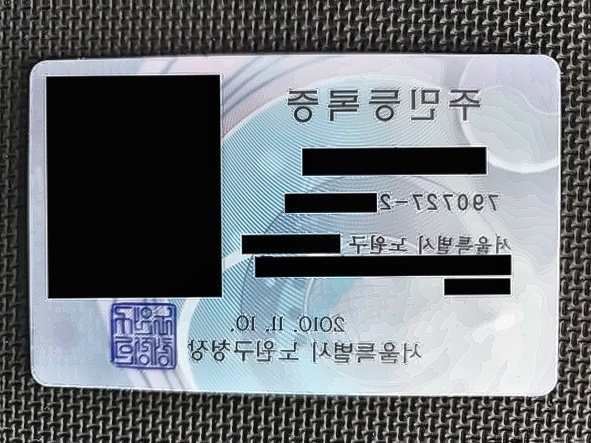 주민등록증
790727-2
서울특별시 노원구
2010. 11. 10.
서울특별시 노원구청장